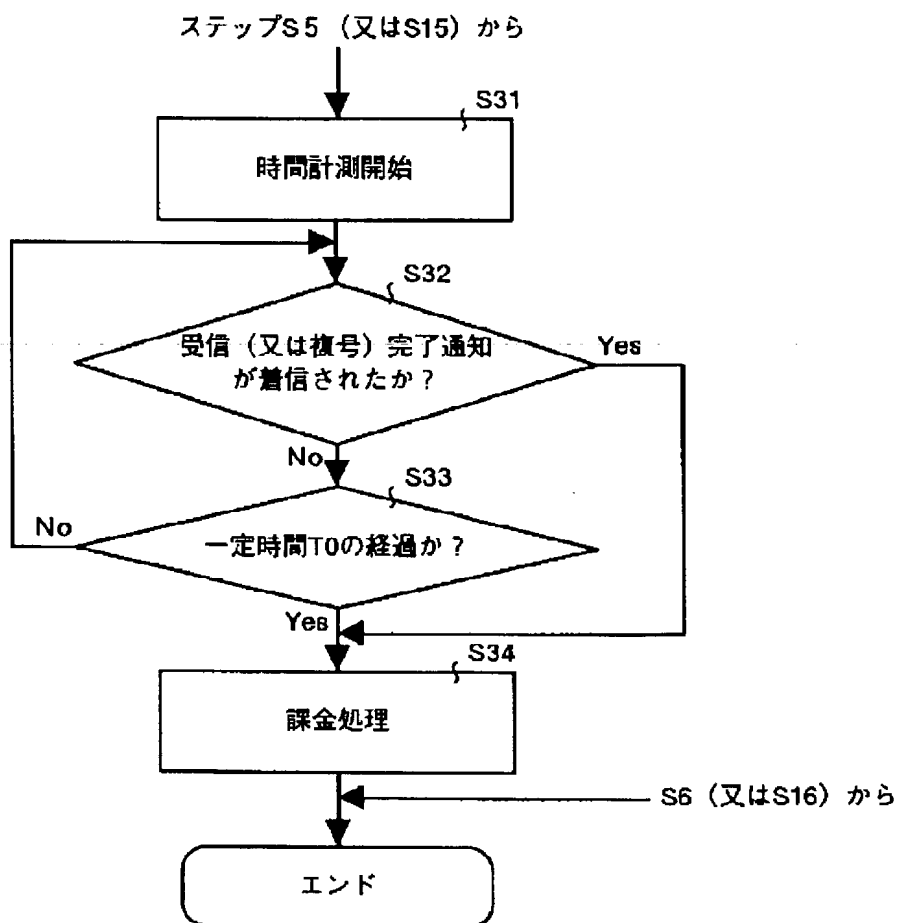 ステップS5（又はS15）から
S31
時間計測開始
S32
受信（又は複号）完了通知
が着信されたか？
Yes
No
S33
一定時間T0の経過か？
No
Yes
S34
課金処理
S6（又はS16）から
エンド